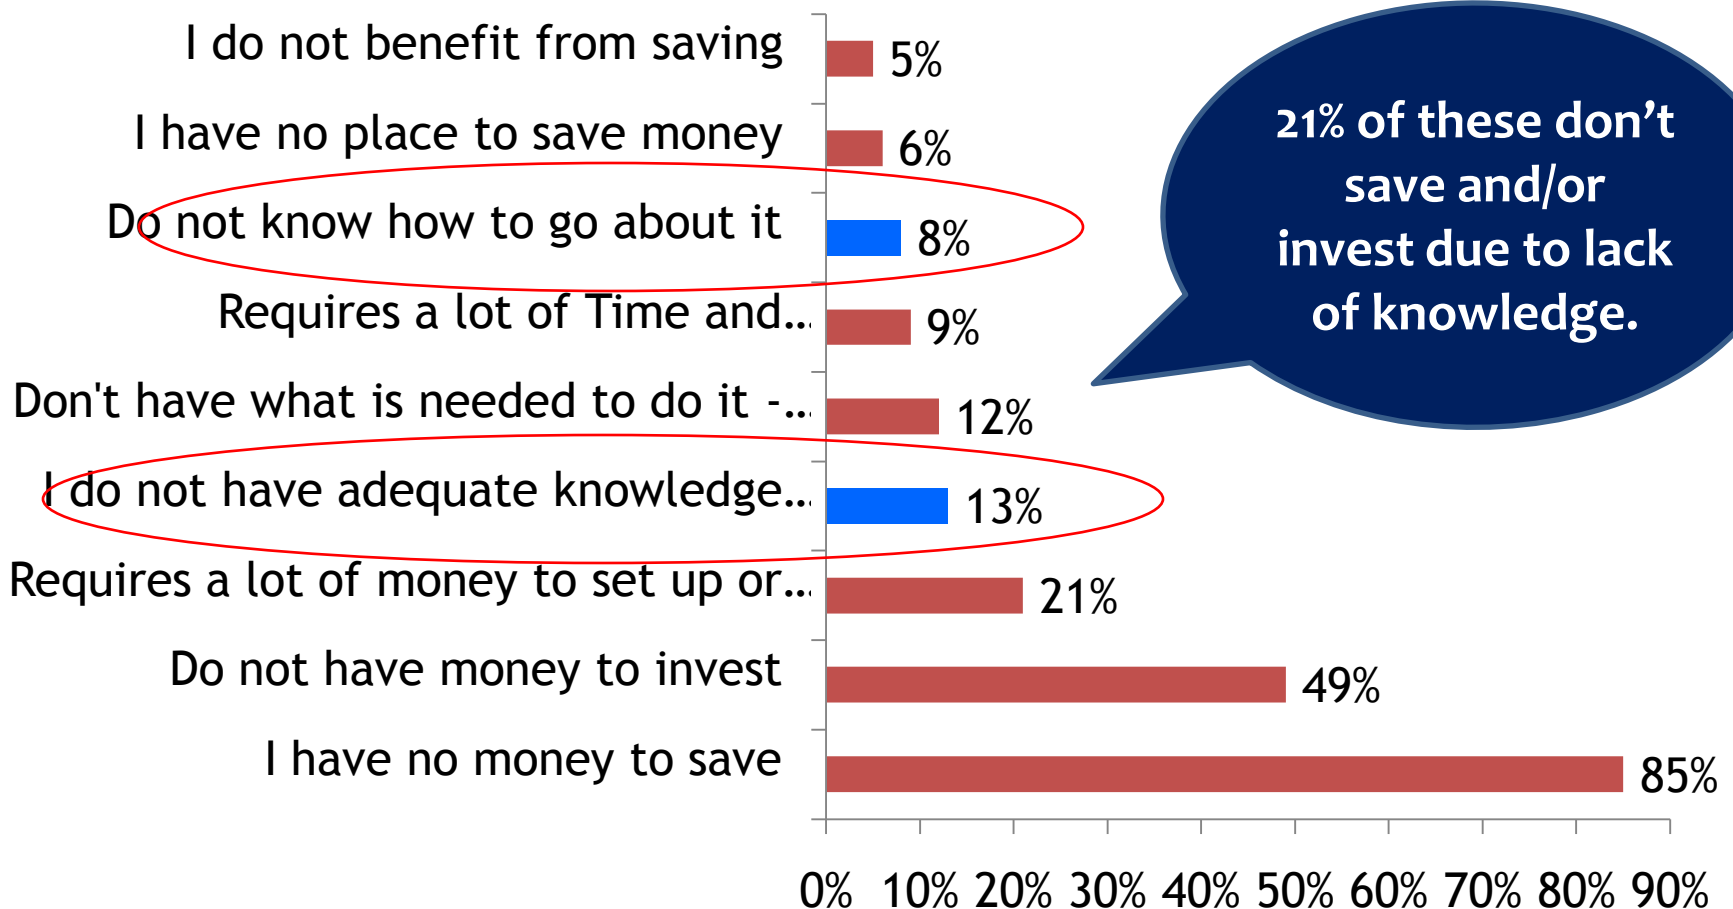 I do not benefit from saving
5%
I have no place to save money
6%
Do not know how to go about it
8%
Requires a lot of Time and...
9%
Don't have what is needed to do it -...
12%
I do not have adequate knowledge...
13%
Requires a lot of money to set up or...
21%
Do not have money to invest
49%
I have no money to save
85%
0% 10% 20% 30% 40% 50% 60% 70% 80% 90%
21% of these don’t
save and/or
invest due to lack
of knowledge.